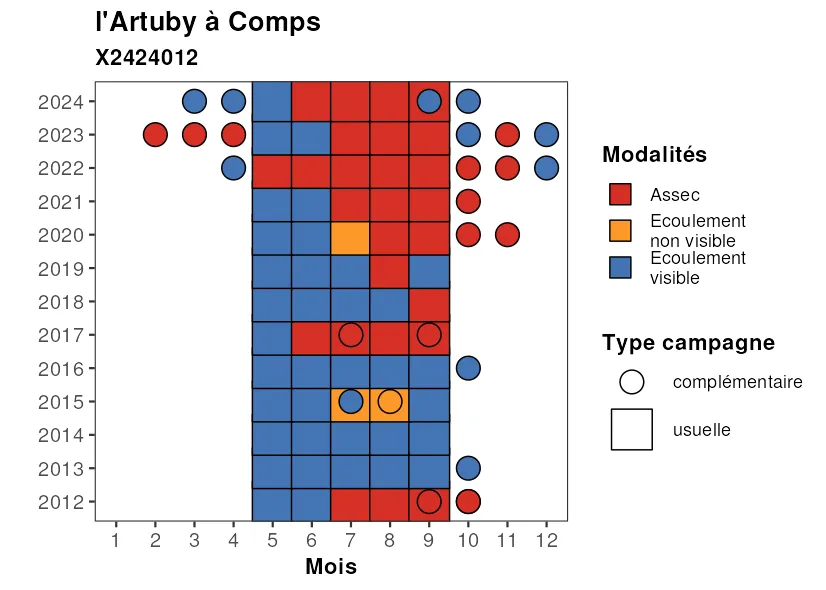 l'Artuby à Comps
X2424012
2024
2023
2022
2021
2020
2019
2018
2017
2016
2015
2014
2013
2012
1 2 3 4 5 6 7 8 9 10 11 12
Mois
Modalités
Assec
Ecoulement
non visible
Ecoulement
visible
Type campagne
complémentaire
usuelle